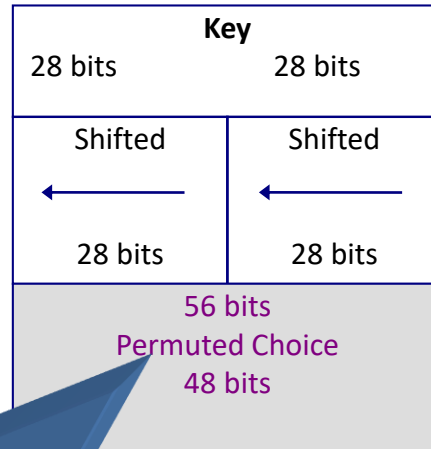 Key
28 bits 28 bits
Shifted Shifted
28 bits 28 bits
56 bits
Permuted Choice
48 bits